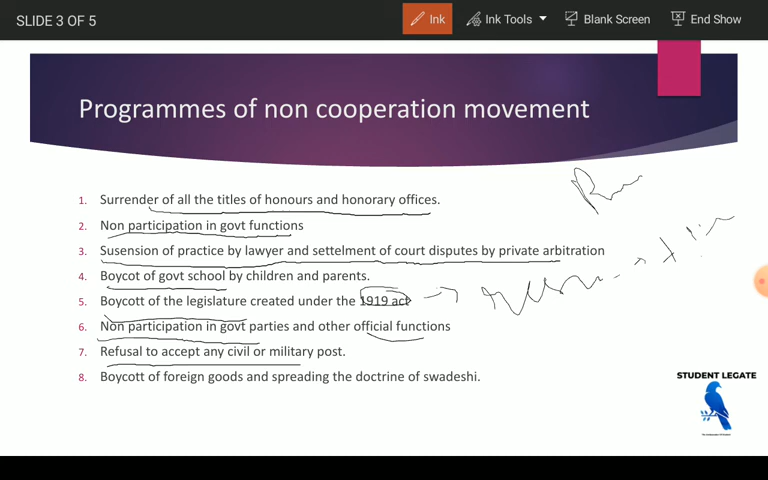 SLIDE 3 OF 5
Ink
Ink Tools
Blank Screen
End Show
Programmes of non cooperation movement
1. Surrender of all the titles of honours and honorary offices.
2. Non participation in govt functions
3. Susension of practice by lawyer and settelment of court disputes by private arbitration
4. Boycot of govt school by children and parents.
5. Boycott of the legislature created under the 1919 act
6. Non participation in govt parties and other official functions
7. Refusal to accept any civil or military post.
8. Boycott of foreign goods and spreading the doctrine of swadeshi.
STUDENT LEGATE